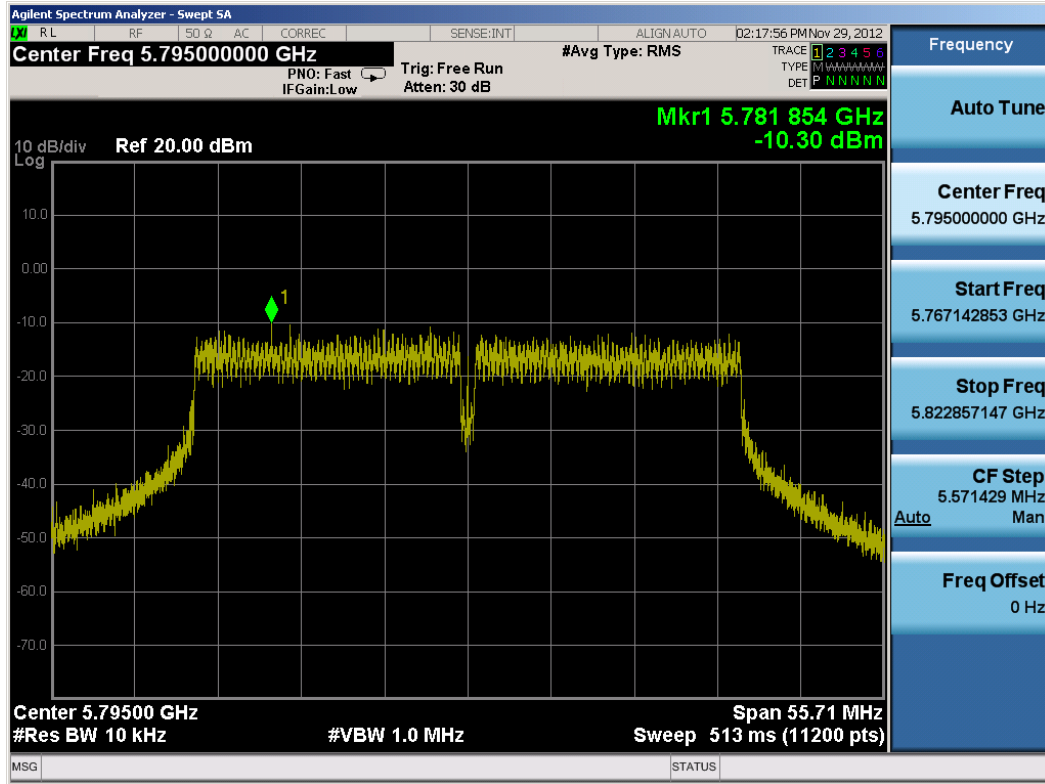 Agilent Spectrum Analyzer - Swept SA
LXI RL RF 50 Ω AC CORREC SENSE:INT ALIGN AUTO 02:17:56 PM Nov 29, 2012
Center Freq 5.795000000 GHz
PNO: Fast
IFGain:Low
Trig: Free Run
Atten: 30 dB
#Avg Type: RMS
TRACE 1 2 3 4 5 6
TYPE M WWWWW
DET P N N N N N
Mkr1 5.781 854 GHz
-10.30 dBm
10 dB/div Ref 20.00 dBm
Log
10.0
0.00
1
-10.0
-20.0
-30.0
-40.0
-50.0
-60.0
-70.0
Center 5.79500 GHz Span 55.71 MHz
#Res BW 10 kHz #VBW 1.0 MHz Sweep 513 ms (11200 pts)
MSG STATUS
Frequency
Auto Tune
Center Freq
5.795000000 GHz
Start Freq
5.767142853 GHz
Stop Freq
5.822857147 GHz
CF Step
5.571429 MHz
Auto Man
Freq Offset
0 Hz